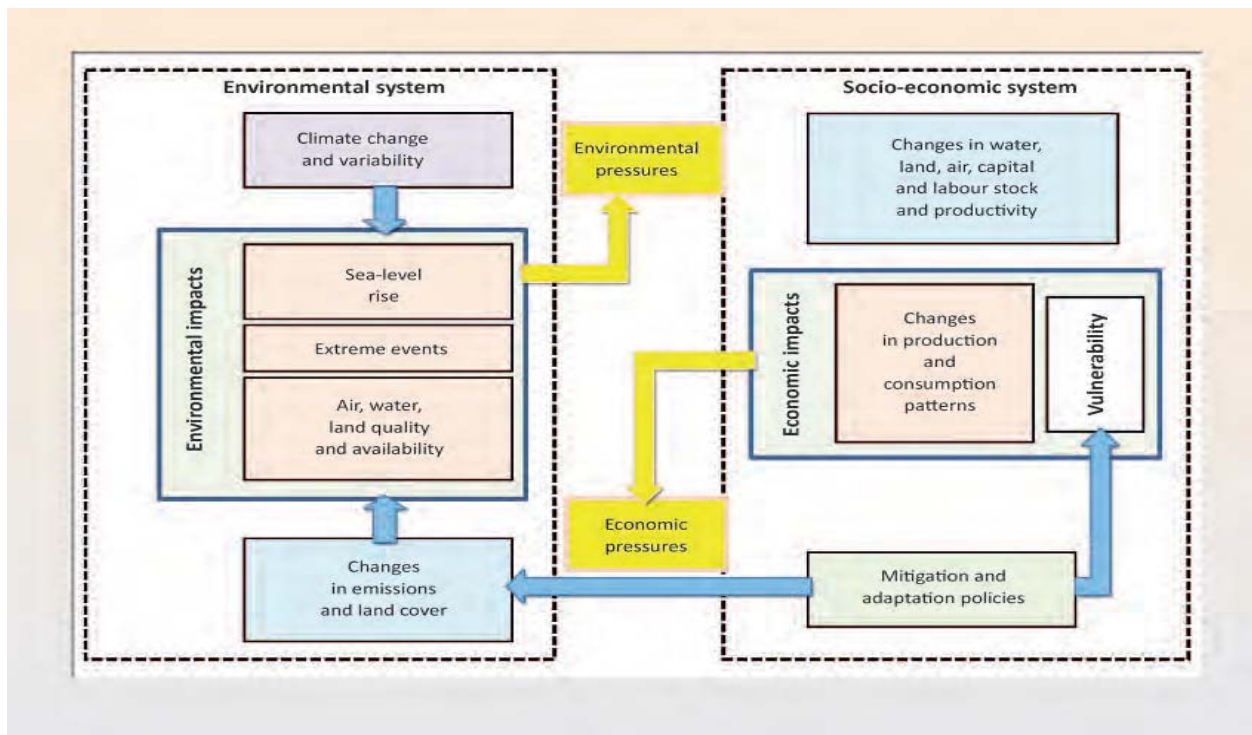 Environmental system
Climate change
and variability
Environmental impacts
Sea-level
rise
Extreme events
Air, water,
land quality
and availability
Changes
in emissions
and land cover
Environmental
pressures
Economic
pressures
Socio-economic system
Changes in water,
land, air, capital
and labour stock
and productivity
Economic impacts
Changes
in production
and
consumption
patterns
Vulnerability
Mitigation and
adaptation policies